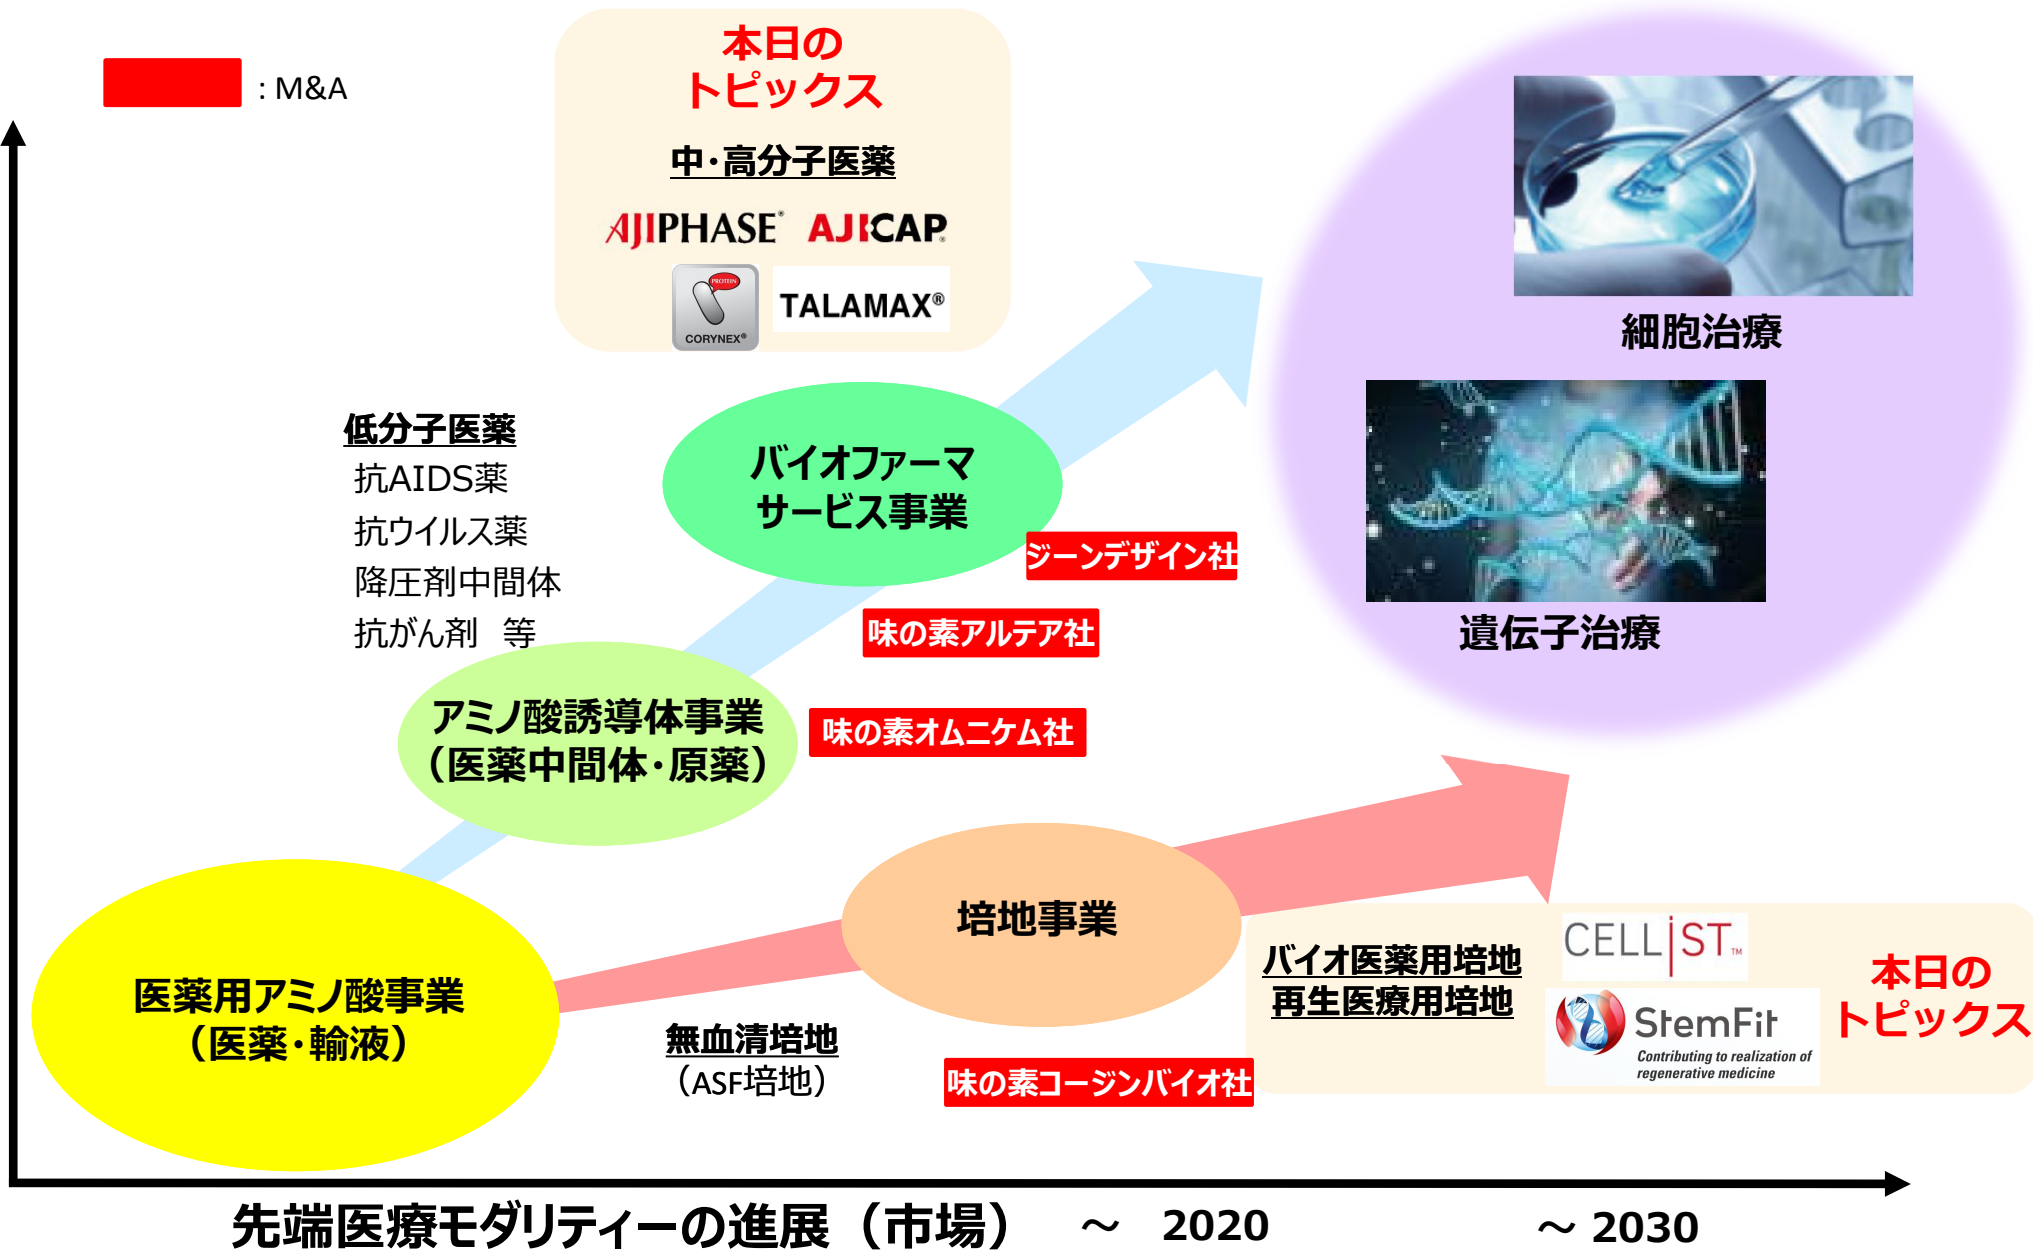 : M&A
本日の
トピックス
中・高分子医薬
AJIPHASE®
AJICAP®
PROTEIN
CORYNEX®
TALAMAX®
細胞治療
遺伝子治療
低分子医薬
抗AIDS薬
抗ウイルス薬
降圧剤中間体
抗がん剤　等
バイオファーマ
サービス事業
ジーンデザイン社
味の素アルテア社
アミノ酸誘導体事業
（医薬中間体・原薬）
味の素オムニケム社
医薬用アミノ酸事業
（医薬・輸液）
培地事業
無血清培地
（ASF培地）
味の素コージンバイオ社
バイオ医薬用培地
再生医療用培地
CELLiST™
StemFit
Contributing to realization of
regenerative medicine
本日の
トピックス
先端医療モダリティーの進展（市場） ～ 2020 ～ 2030